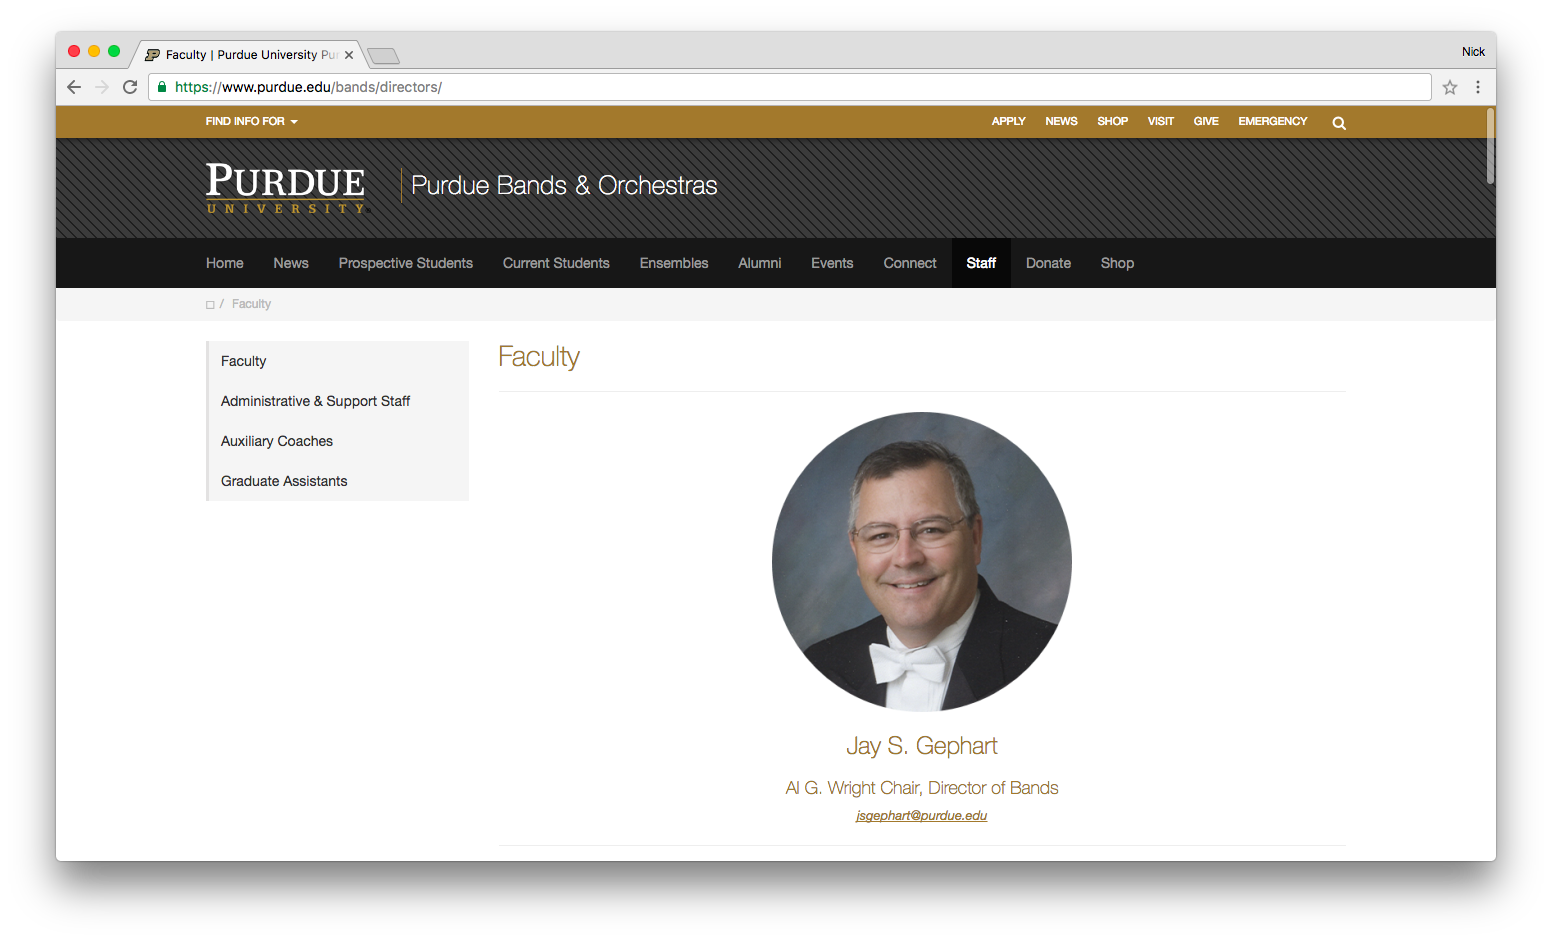 Faculty | Purdue University Pur
Nick
https://www.purdue.edu/bands/directors/
FIND INFO FOR
APPLY NEWS SHOP VISIT GIVE EMERGENCY
PURDUE
UNIVERSITY
Purdue Bands & Orchestras
Home News Prospective Students Current Students Ensembles Alumni Events Connect Staff Donate Shop
/ Faculty
Faculty
Administrative & Support Staff
Auxiliary Coaches
Graduate Assistants
Faculty
Jay S. Gephart
Al G. Wright Chair, Director of Bands
jsgephart@purdue.edu